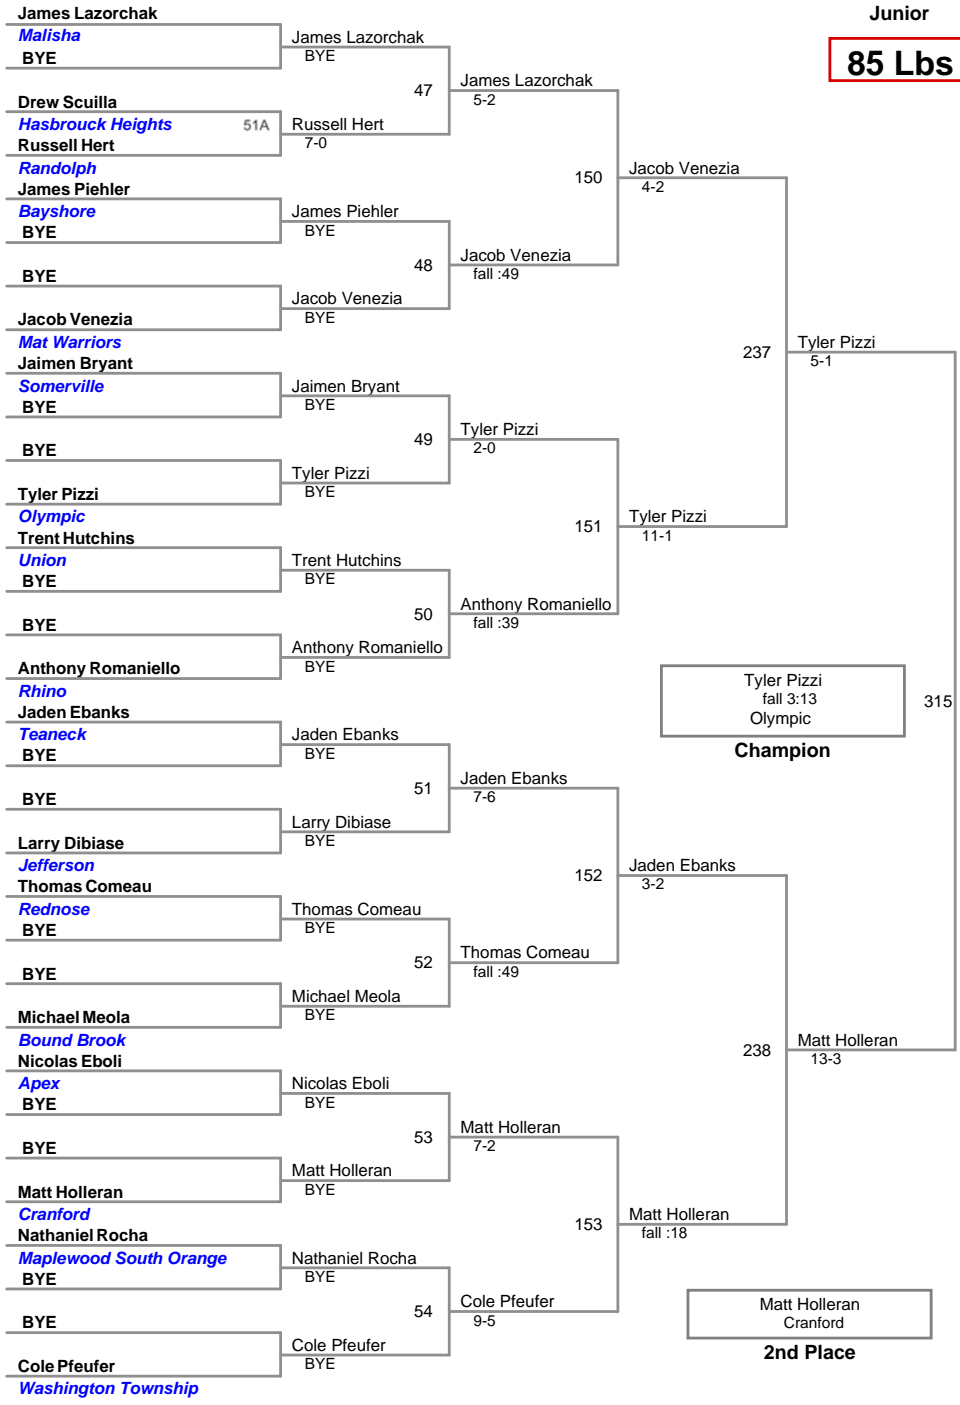 James Lazorchak
Junior
Malisha
James Lazorchak
BYE
BYE
85 Lbs
47
James Lazorchak
5-2
Drew Scuilla
Hasbrouck Heights
51A
Russell Hert
Russell Hert
7-0
Randolph
150
Jacob Venezia
4-2
James Piehler
Bayshore
James Piehler
BYE
BYE
48
Jacob Venezia
fall :49
BYE
Jacob Venezia
BYE
Jacob Venezia
Mat Warriors
237
Tyler Pizzi
5-1
Jaimen Bryant
Somerville
Jaimen Bryant
BYE
BYE
49
Tyler Pizzi
2-0
BYE
Tyler Pizzi
BYE
Tyler Pizzi
Olympic
151
Tyler Pizzi
11-1
Trent Hutchins
Union
Trent Hutchins
BYE
BYE
50
Anthony Romaniello
fall :39
BYE
Anthony Romaniello
BYE
Anthony Romaniello
Rhino
Tyler Pizzi
fall 3:13
Olympic
Champion
315
Jaden Ebanks
Teaneck
Jaden Ebanks
BYE
BYE
51
Jaden Ebanks
7-6
BYE
Larry Dibiase
BYE
Larry Dibiase
Jefferson
152
Jaden Ebanks
3-2
Thomas Comeau
Rednose
Thomas Comeau
BYE
BYE
52
Thomas Comeau
fall :49
BYE
Michael Meola
BYE
Michael Meola
Bound Brook
238
Matt Holleran
13-3
Nicolas Eboli
Apex
Nicolas Eboli
BYE
BYE
53
Matt Holleran
7-2
BYE
Matt Holleran
BYE
Matt Holleran
Cranford
153
Matt Holleran
fall :18
Nathaniel Rocha
Maplewood South Orange
Nathaniel Rocha
BYE
BYE
54
Cole Pfeufer
9-5
BYE
Cole Pfeufer
BYE
Cole Pfeufer
Washington Township
Matt Holleran
Cranford
2nd Place